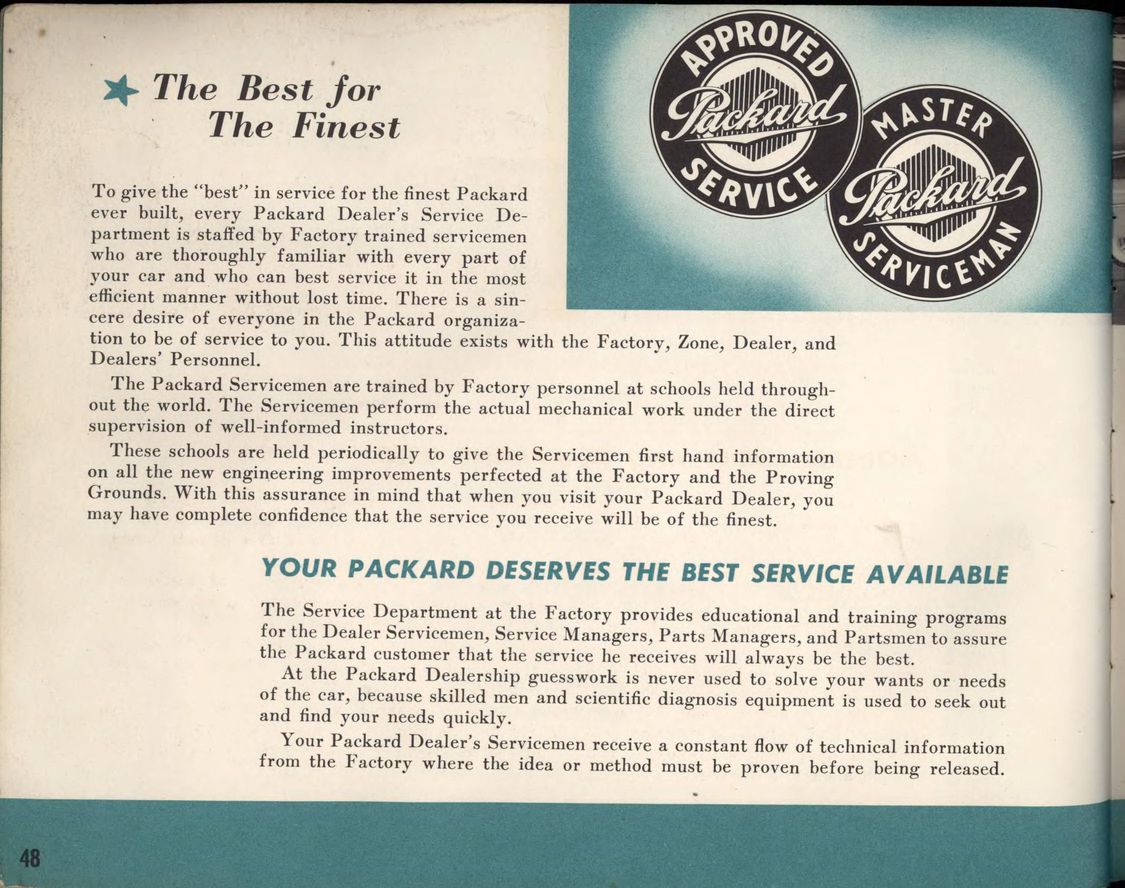 The Best for
The Finest
APPROVED
Packard
SERVICE
MASTER
Packard
SERVICEMAN
To give the “best” in service for the finest Packard
ever built, every Packard Dealer’s Service De-
partment is staffed by Factory trained servicemen
who are thoroughly familiar with every part of
your car and who can best service it in the most
efficient manner without lost time. There is a sin-
cere desire of everyone in the Packard organiza-
tion to be of service to you. This attitude exists with the Factory, Zone, Dealer, and
Dealers’ Personnel.
The Packard Servicemen are trained by Factory personnel at schools held through-
out the world. The Servicemen perform the actual mechanical work under the direct
supervision of well-informed instructors.
These schools are held periodically to give the Servicemen first hand information
on all the new engineering improvements perfected at the Factory and the Proving
Grounds. With this assurance in mind that when you visit your Packard Dealer, you
may have complete confidence that the service you receive will be of the finest.
YOUR PACKARD DESERVES THE BEST SERVICE AVAILABLE
The Service Department at the Factory provides educational and training programs
for the Dealer Servicemen, Service Managers, Parts Managers, and Partsmen to assure
the Packard customer that the service he receives will always be the best.
At the Packard Dealership guesswork is never used to solve your wants or needs
of the car, because skilled men and scientific diagnosis equipment is used to seek out
and find your needs quickly.
Your Packard Dealer’s Servicemen receive a constant flow of technical information
from the Factory where the idea or method must be proven before being released.
48